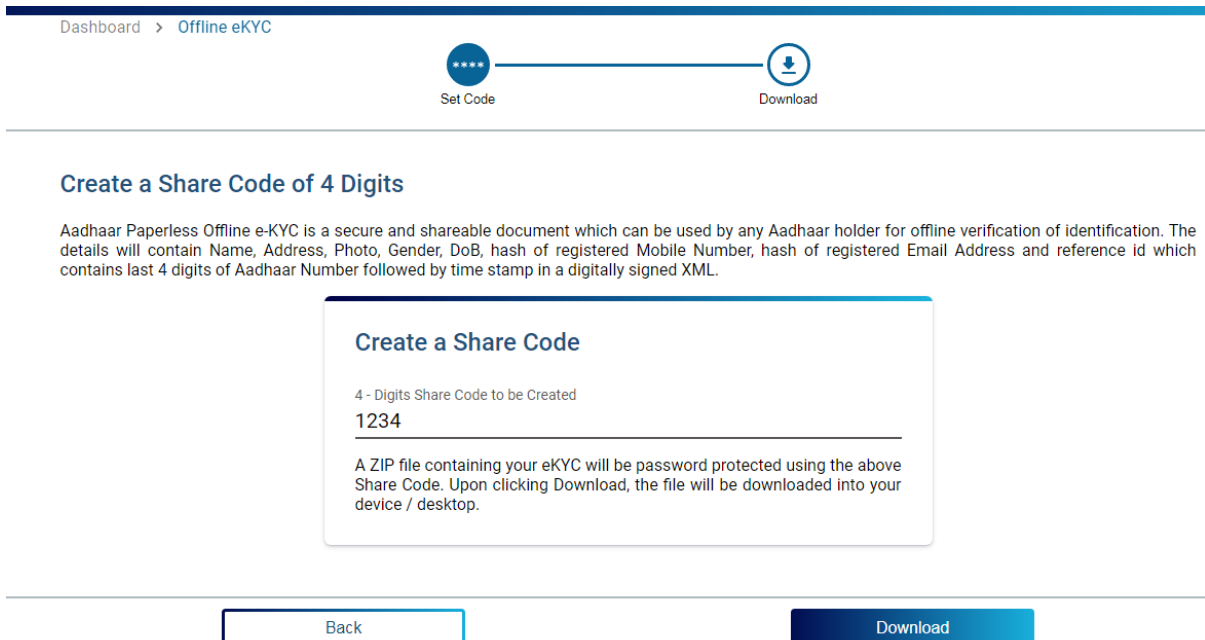 Dashboard > Offline eKYC
****
Set Code
Download
Create a Share Code of 4 Digits
Aadhaar Paperless Offline e-KYC is a secure and shareable document which can be used by any Aadhaar holder for offline verification of identification. The
details will contain Name, Address, Photo, Gender, DoB, hash of registered Mobile Number, hash of registered Email Address and reference id which
contains last 4 digits of Aadhaar Number followed by time stamp in a digitally signed XML.
Create a Share Code
4 - Digits Share Code to be Created
1234
A ZIP file containing your eKYC will be password protected using the above
Share Code. Upon clicking Download, the file will be downloaded into your
device / desktop.
Back
Download